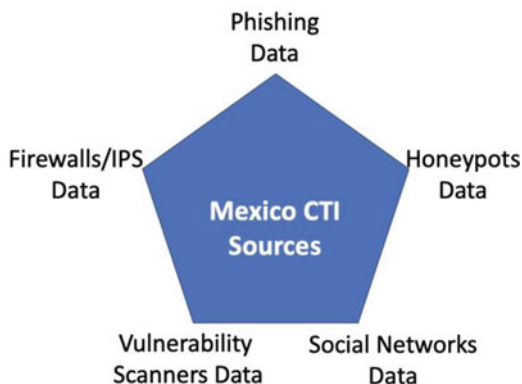 Phishing
Data
Firewalls/IPS
Data
Honeypots
Data
Mexico CTI
Sources
Vulnerability
Scanners Data
Social Networks
Data